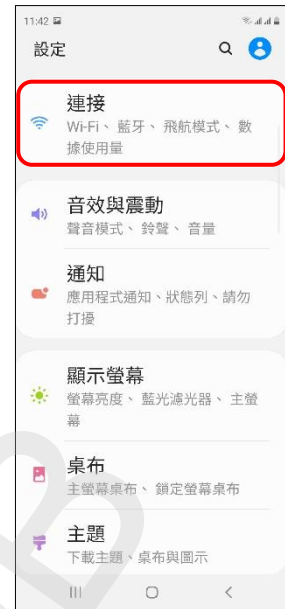 11:42
設定
連接
Wi-Fi、藍牙、飛航模式、數
據使用量
音效與震動
聲音模式、鈴聲、音量
通知
應用程式通知、狀態列、請勿
打擾
顯示螢幕
螢幕亮度、藍光濾光器、主螢
幕
桌布
主螢幕桌布、鎖定螢幕桌布
主題
下載主題、桌布與圖示